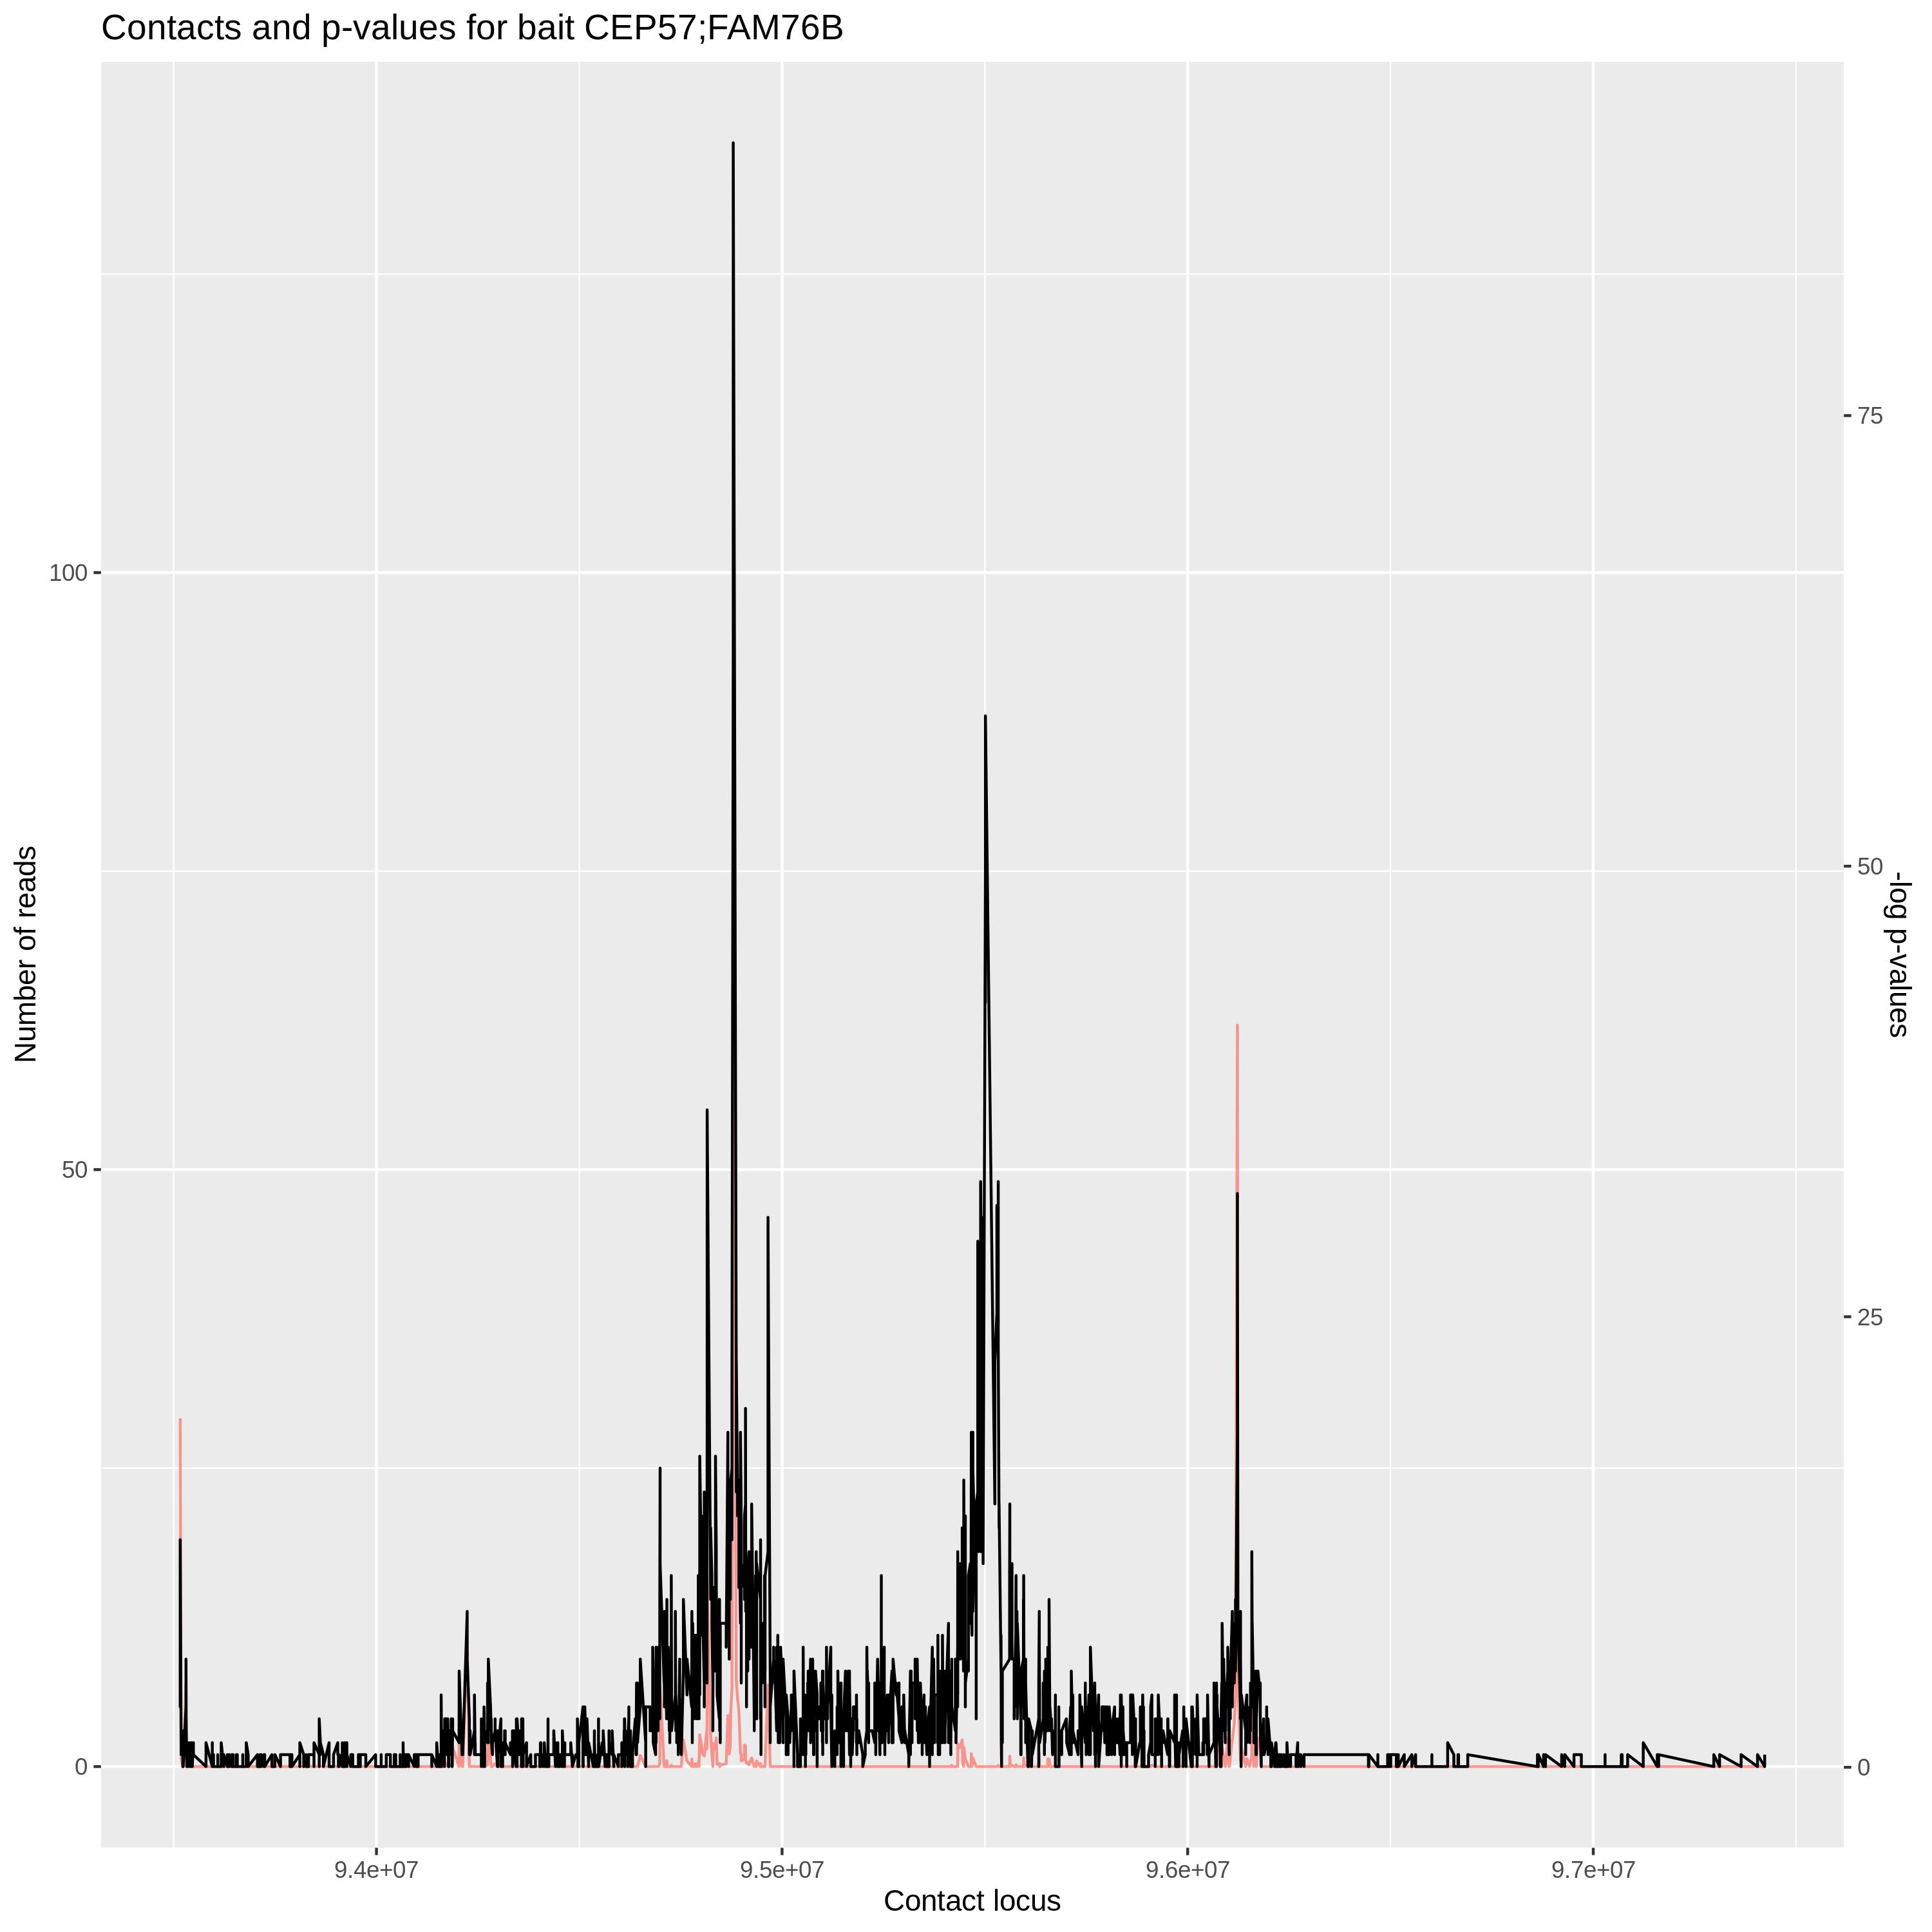 Contacts and p-values for bait CEP57;FAM76B
100
50
0
Number of reads
75
50
25
0
-log p-values
9.4e+07
9.5e+07
9.6e+07
9.7e+07
Contact locus